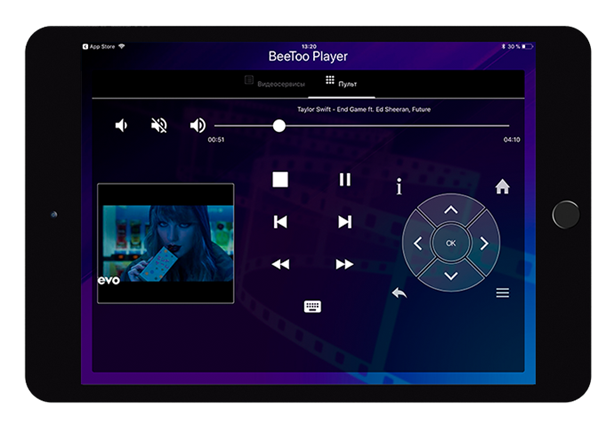 App Store
13:20
30 %
BeeToo Player
Видеосервисы
Пульт
Taylor Swift - End Game ft. Ed Sheeran, Future
00:51
04:10
evo
i
OK